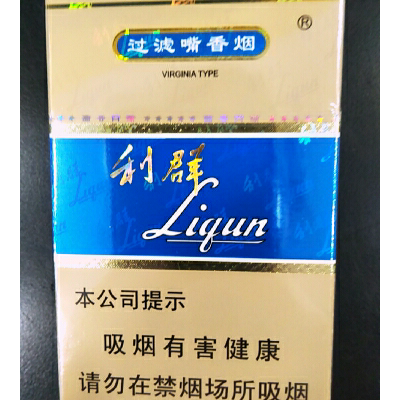 过滤嘴香烟
®
VIRGINIA TYPE
利群
Liqun
本公司提示
吸烟有害健康
请勿在禁烟场所吸烟